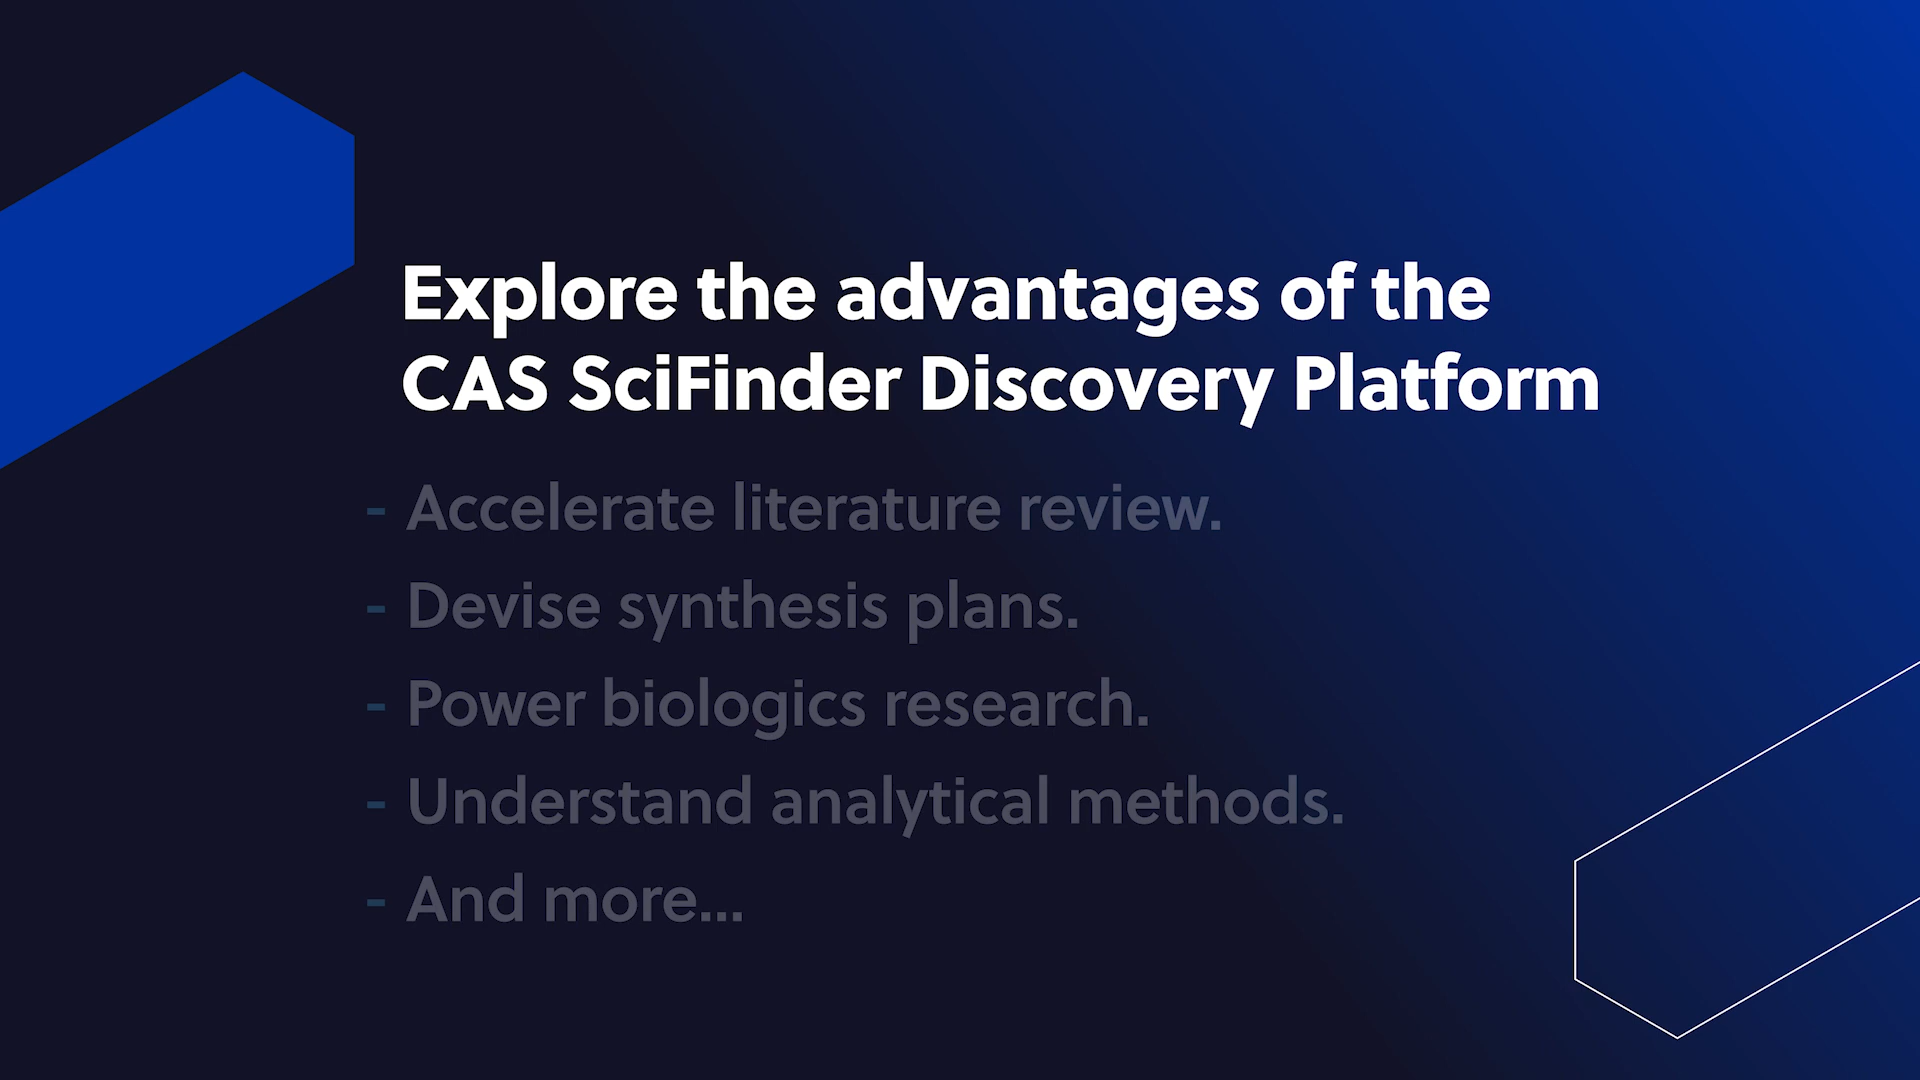 Explore the advantages of the
CAS SciFinder Discovery Platform
- Accelerate literature review.
- Devise synthesis plans.
- Power biologics research.
- Understand analytical methods.
- And more...